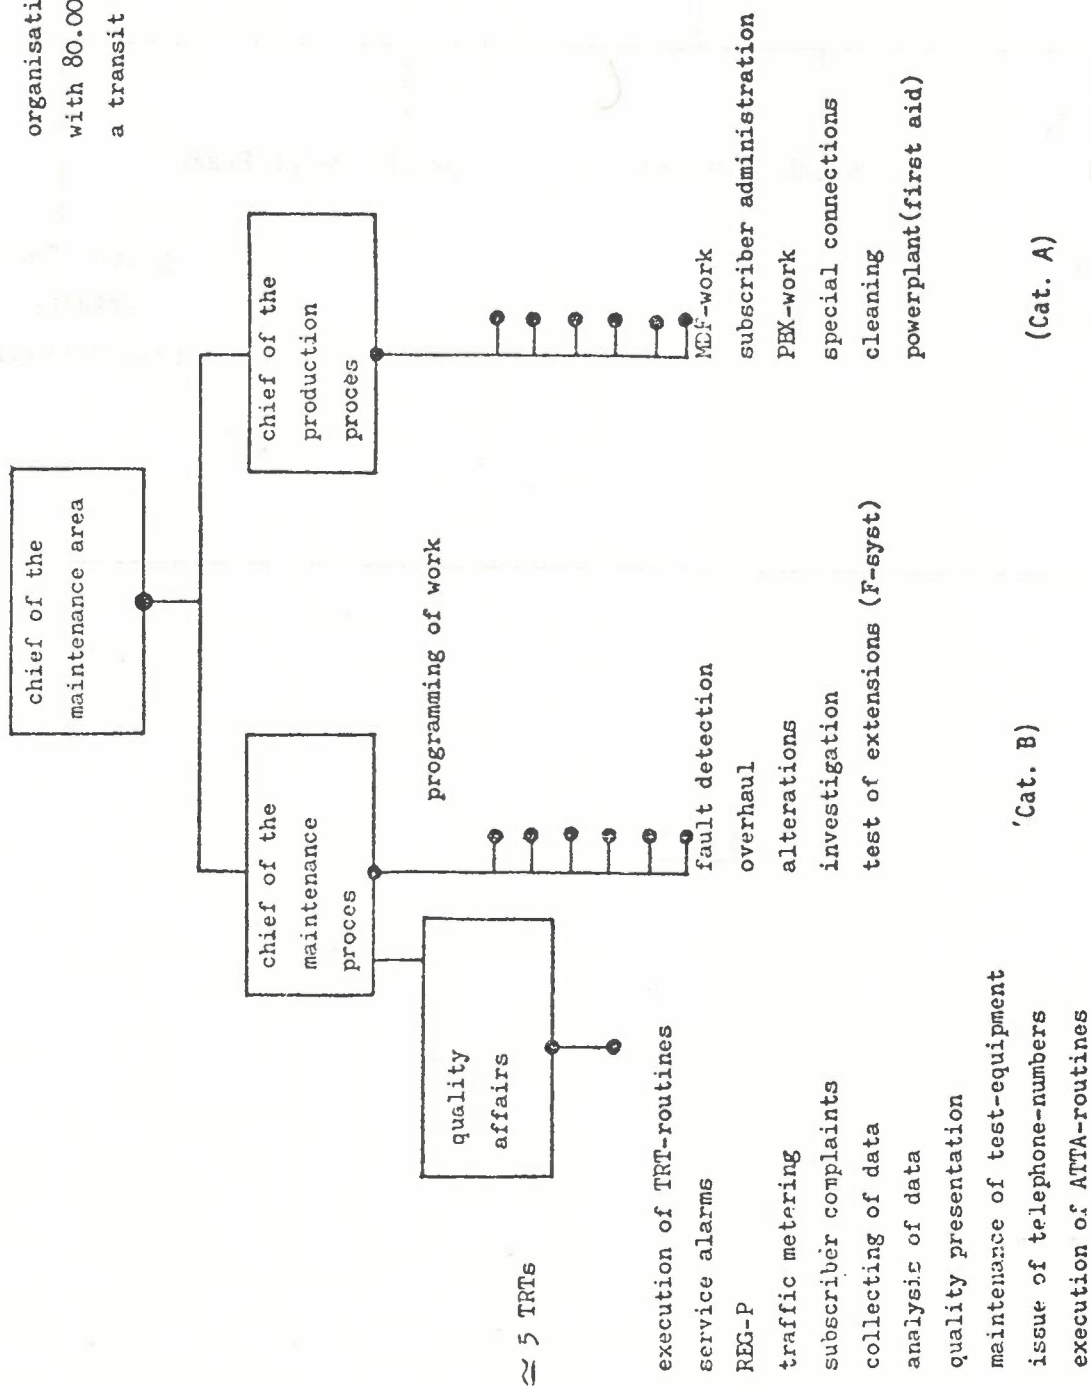 organisati
with 80.00
a transit
chief of the
maintenance area
chief of the
maintenance
proces
chief of the
production
proces
programming of work
quality
affairs
≃ 5 TRTs
execution of TRT-routines
service alarms
REG-P
traffic metering
subscriber complaints
collecting of data
analysis of data
quality presentation
maintenance of test-equipment
issue of telephone-numbers
execution of ATTA-routines
fault detection
overhaul
alterations
investigation
test of extensions (F-syst)
'Cat. B)
MDF-work
subscriber administration
PBX-work
special connections
cleaning
powerplant(first aid)
(Cat. A)